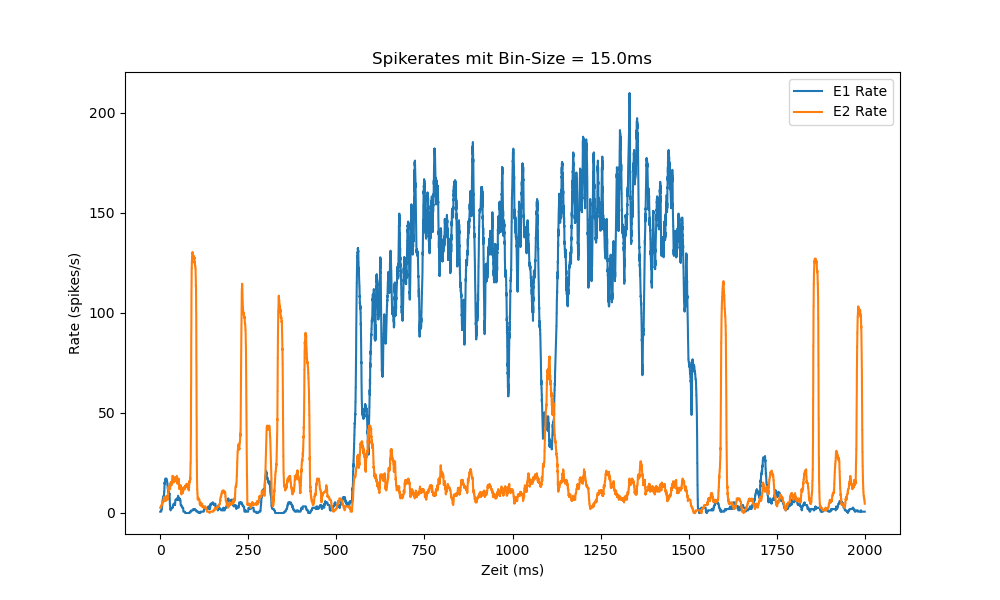 Spikerates mit Bin-Size = 15.0ms
E1 Rate
E2 Rate
Rate (spikes/s)
200
150
100
50
0
0 250 500 750 1000 1250 1500 1750 2000
Zeit (ms)